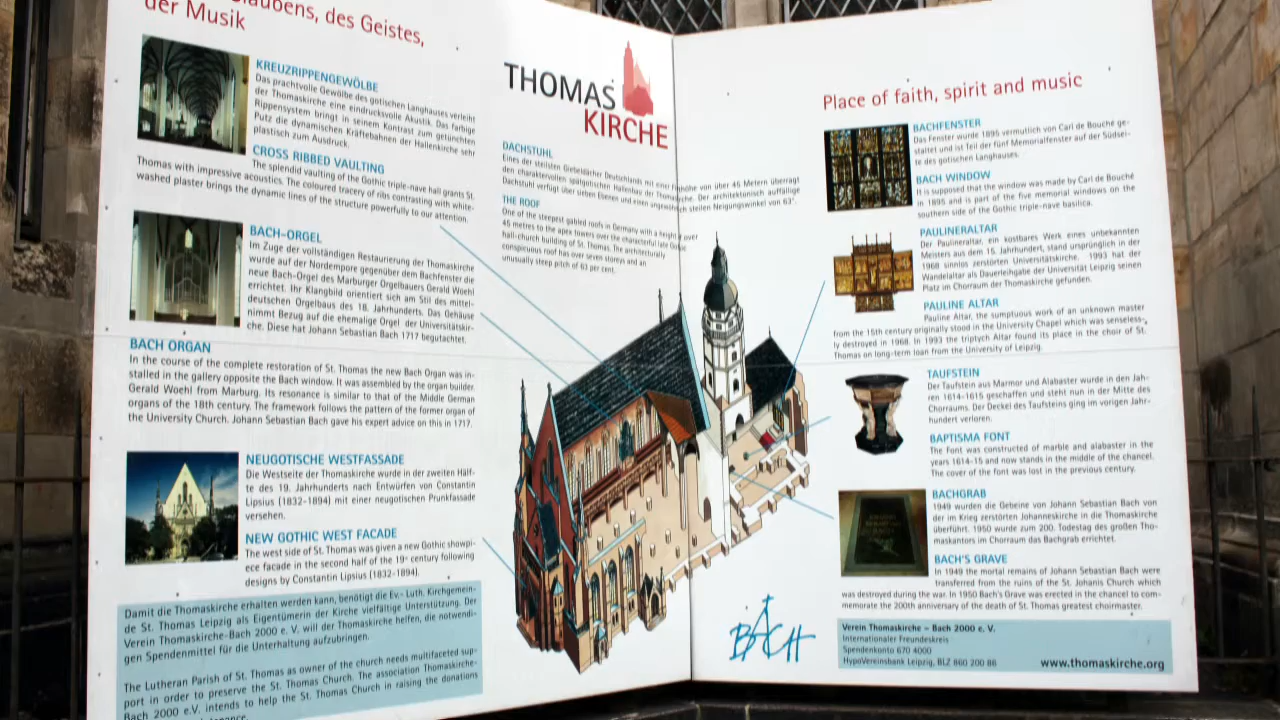 laubens, des Geistes,
der Musik
KREUZRIPPENGEWÖLBE
Das prachtvolle Gewölbe des gotischen Langhauses verleiht
der Thomaskirche eine eindrucksvolle Akustik. Das farbige
Rippensystem bringt in seinem Kontrast zum getünchten
Putz die dynamischen Kräftebahnen der Hallenkirche sehr
plastisch zum Ausdruck.
CROSS RIBBED VAULTING
The splendid vaulting of the Gothic triple-nave hall grants St.
Thomas with impressive acoustics. The coloured tracery of ribs contrasting with white-
washed plaster brings the dynamic lines of the structure powerfully to our attention.
BACH-ORGEL
Im Zuge der vollständigen Restaurierung der Thomaskirche
wurde auf der Nordempore gegenüber dem Bachfenster die
neue Bach-Orgel des Marburger Orgelbauers Gerald Woehl
errichtet. Ihr Klangbild orientiert sich am Stil des mittel-
deutschen Orgelbaus des 18. Jahrhunderts. Das Gehäuse
nimmt Bezug auf die ehemalige Orgel der Universitätskir-
che. Diese hat Johann Sebastian Bach 1717 begutachtet.
BACH ORGAN
In the course of the complete restoration of St. Thomas the new Bach Organ was in-
stalled in the gallery opposite the Bach window. It was assembled by the organ builder
Gerald Woehl from Marburg. Its resonance is similar to that of the Middle German
organs of the 18th century. The framework follows the pattern of the former organ of
the University Church. Johann Sebastian Bach gave his expert advice on this in 1717.
NEUGOTISCHE WESTFASSADE
Die Westseite der Thomaskirche wurde in der zweiten Hälf-
te des 19. Jahrhunderts nach Entwürfen von Constantin
Lipsius (1832-1894) mit einer neugotischen Prunkfassade
versehen.
NEW GOTHIC WEST FACADE
The west side of St. Thomas was given a new Gothic showpi-
ece facade in the second half of the 19th century following
designs by Constantin Lipsius (1832-1894).
Damit die Thomaskirche erhalten werden kann, benötigt die Ev.- Luth. Kirchgemein-
de St. Thomas Leipzig als Eigentümerin der Kirche vielfältige Unterstützung. Der
Verein Thomaskirche-Bach 2000 e. V. will der Thomaskirche helfen, die notwendi-
gen Spendenmittel für die Unterhaltung aufzubringen.
The Lutheran Parish of St. Thomas as owner of the church needs multifaceted sup-
port in order to preserve the St. Thomas Church. The association Thomaskirche-
Bach 2000 e.V. intends to help the St. Thomas Church in raising the donations
THOMAS
KIRCHE
DACHSTUHL
Eines der steilsten Giebeldächer Deutschlands mit einer Firsthöhe von über 45 Metern überragt
den charaktervollen spätgotischen Hallenbau der Thomaskirche. Der architektonisch auffällige
Dachstuhl verfügt über sieben Ebenen und einen ungewöhnlich steilen Neigungswinkel von 63°.
THE ROOF
One of the steepest gabled roofs in Germany with a height of over
45 metres to the apex towers over the characterful late Gothic
hall-church building of St. Thomas. The architecturally
conspicuous roof has over seven storeys and an
unusually steep pitch of 63 per cent.
BACH
Place of faith, spirit and music
BACHFENSTER
Das Fenster wurde 1895 vermutlich von Carl de Bouché ge-
staltet und ist Teil der fünf Memorialfenster auf der Südsei-
te des gotischen Langhauses.
BACH WINDOW
It is supposed that the window was made by Carl de Bouché
in 1895 and is part of the five memorial windows on the
southern side of the Gothic triple-nave basilica.
PAULINERALTAR
Der Paulineraltar, ein kostbares Werk eines unbekannten
Meisters aus dem 15. Jahrhundert, stand ursprünglich in der
1968 sinnlos zerstörten Universitätskirche. 1993 hat der
Wandelaltar als Dauerleihgabe der Universität Leipzig seinen
Platz im Chorraum der Thomaskirche gefunden.
PAULINE ALTAR
Pauline Altar, the sumptuous work of an unknown master
from the 15th century originally stood in the University Chapel which was senseless-
ly destroyed in 1968. In 1993 the triptych Altar found its place in the choir of St.
Thomas on long-term loan from the University of Leipzig.
TAUFSTEIN
Der Taufstein aus Marmor und Alabaster wurde in den Jah-
ren 1614-1615 geschaffen und steht nun in der Mitte des
Chorraums. Der Deckel des Taufsteins ging im vorigen Jahr-
hundert verloren.
BAPTISMA FONT
The Font was constructed of marble and alabaster in the
years 1614-15 and now stands in the middle of the chancel.
The cover of the font was lost in the previous century.
BACHGRAB
1949 wurden die Gebeine von Johann Sebastian Bach von
der im Krieg zerstörten Johanneskirche in die Thomaskirche
überführt. 1950 wurde zum 200. Todestag des großen Tho-
maskantors im Chorraum das Bachgrab errichtet.
BACH'S GRAVE
In 1949 the mortal remains of Johann Sebastian Bach were
transferred from the ruins of the St. Johanis Church which
was destroyed during the war. In 1950 Bach's Grave was erected in the chancel to com-
memorate the 200th anniversary of the death of St. Thomas greatest choirmaster.
Verein Thomaskirche - Bach 2000 e. V.
Internationaler Freundeskreis
Spendenkonto 670 4000
HypoVereinsbank Leipzig, BLZ 860 200 86
www.thomaskirche.org